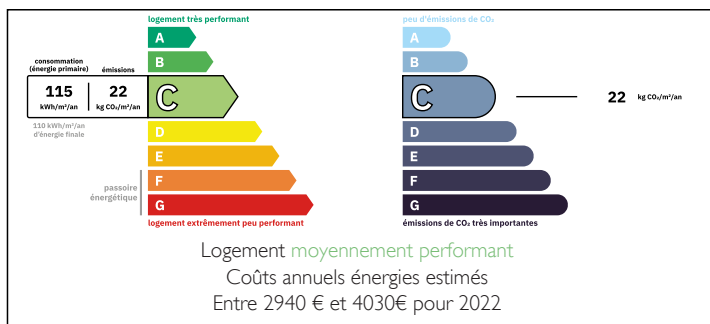 logement très performant
A
B
consommation
(énergie primaire)
émissions
115
kWh/m²/an
22
kg CO₂/m²/an
C
110 kWh/m²/an
d'énergie finale
D
E
passoire
énergétique
F
G
logement extrêmement peu performant
peu d'émissions de CO₂
A
B
C
22 kg CO₂/m²/an
D
E
F
G
émissions de CO₂ très importantes
Logement moyennement performant
Coûts annuels énergies estimés
Entre 2940 € et 4030€ pour 2022